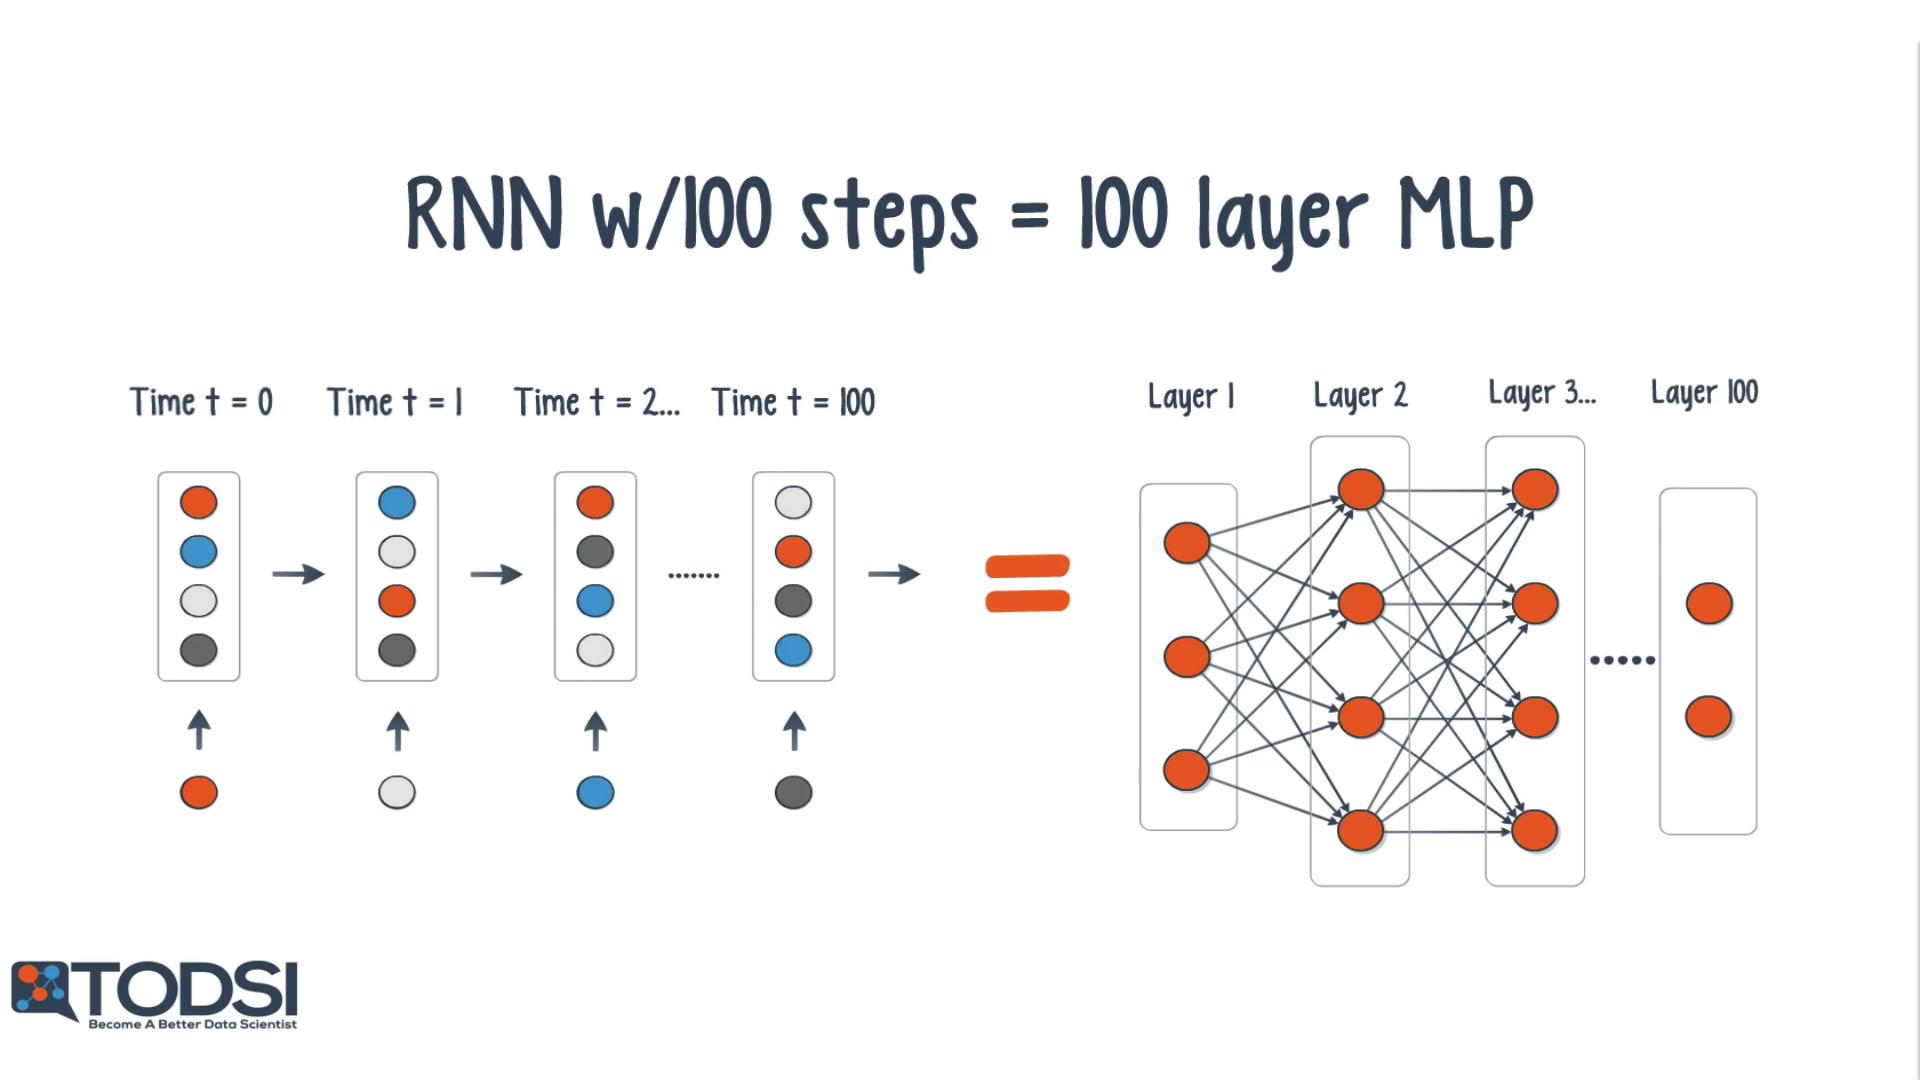 RNN w/100 steps = 100 layer MLP
Time t = 0
Time t = 1
Time t = 2...
Time t = 100
Layer 1
Layer 2
Layer 3...
Layer 100
TODSI
Become A Better Data Scientist